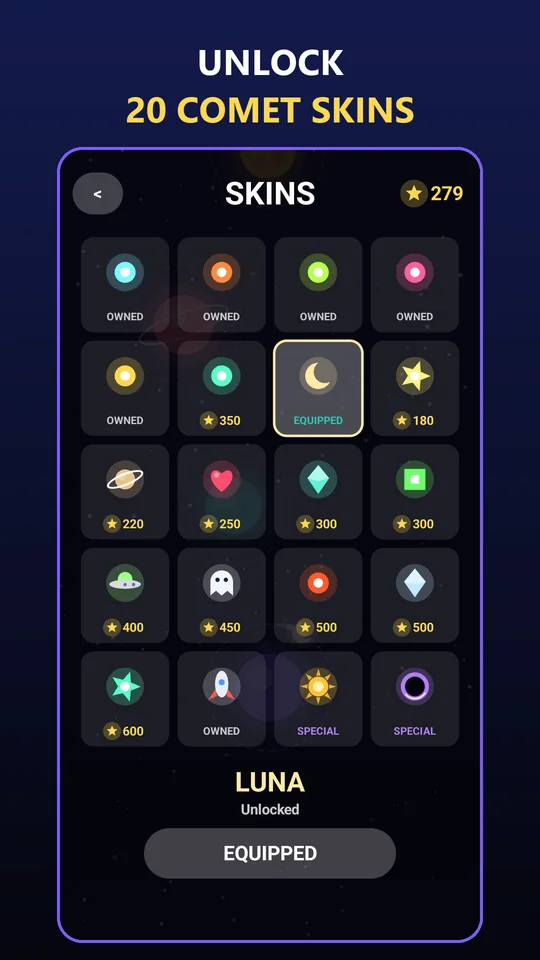 UNLOCK
20 COMET SKINS
< SKINS 279
OWNED OWNED OWNED OWNED
OWNED 350 EQUIPPED 180
220 250 300 300
400 450 500 500
600 OWNED SPECIAL SPECIAL
LUNA
Unlocked
EQUIPPED